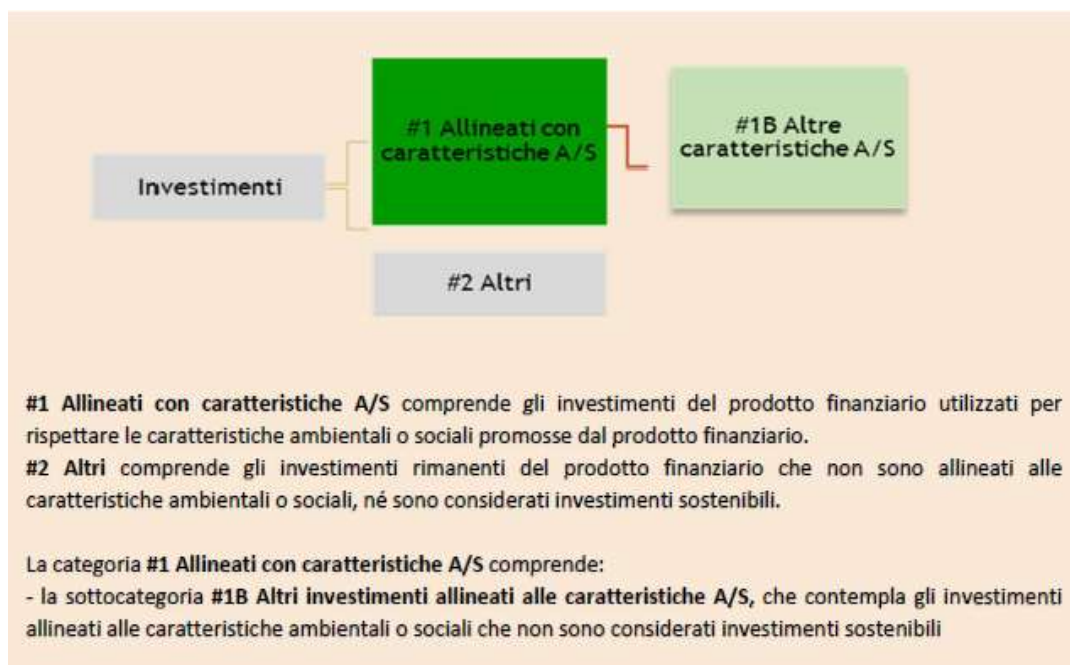 #1 Allineati con
caratteristiche A/S
#1B Altre
caratteristiche A/S
Investimenti
#2 Altri
#1 Allineati con caratteristiche A/S comprende gli investimenti del prodotto finanziario utilizzati per
rispettare le caratteristiche ambientali o sociali promosse dal prodotto finanziario.
#2 Altri comprende gli investimenti rimanenti del prodotto finanziario che non sono allineati alle
caratteristiche ambientali o sociali, né sono considerati investimenti sostenibili.
La categoria #1 Allineati con caratteristiche A/S comprende:
- la sottocategoria #1B Altri investimenti allineati alle caratteristiche A/S, che contempla gli investimenti
allineati alle caratteristiche ambientali o sociali che non sono considerati investimenti sostenibili